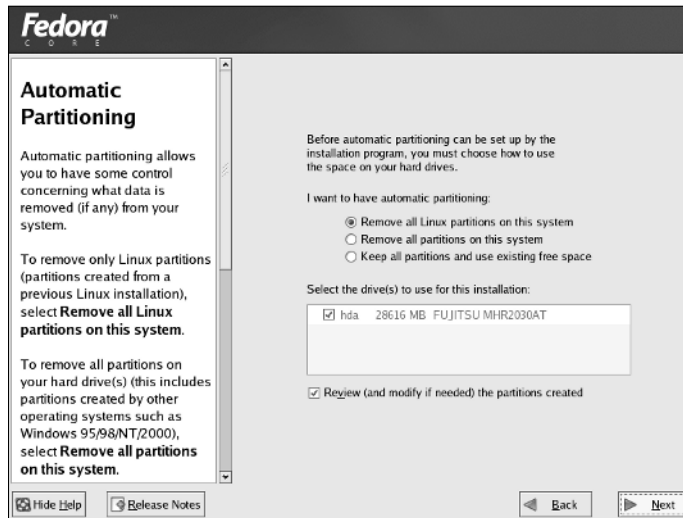 Fedora™
CORE
Automatic
Partitioning
Automatic partitioning allows
you to have some control
concerning what data is
removed (if any) from your
system.
To remove only Linux partitions
(partitions created from a
previous Linux installation),
select Remove all Linux
partitions on this system.
To remove all partitions on
your hard drive(s) (this includes
partitions created by other
operating systems such as
Windows 95/98/NT/2000),
select Remove all partitions
on this system.
Before automatic partitioning can be set up by the
installation program, you must choose how to use
the space on your hard drives.
I want to have automatic partitioning:
Remove all Linux partitions on this system
Remove all partitions on this system
Keep all partitions and use existing free space
Select the drive(s) to use for this installation:
hda 28616 MB FUJITSU MHR2030AT
Review (and modify if needed) the partitions created
Hide Help
Release Notes
Back
Next